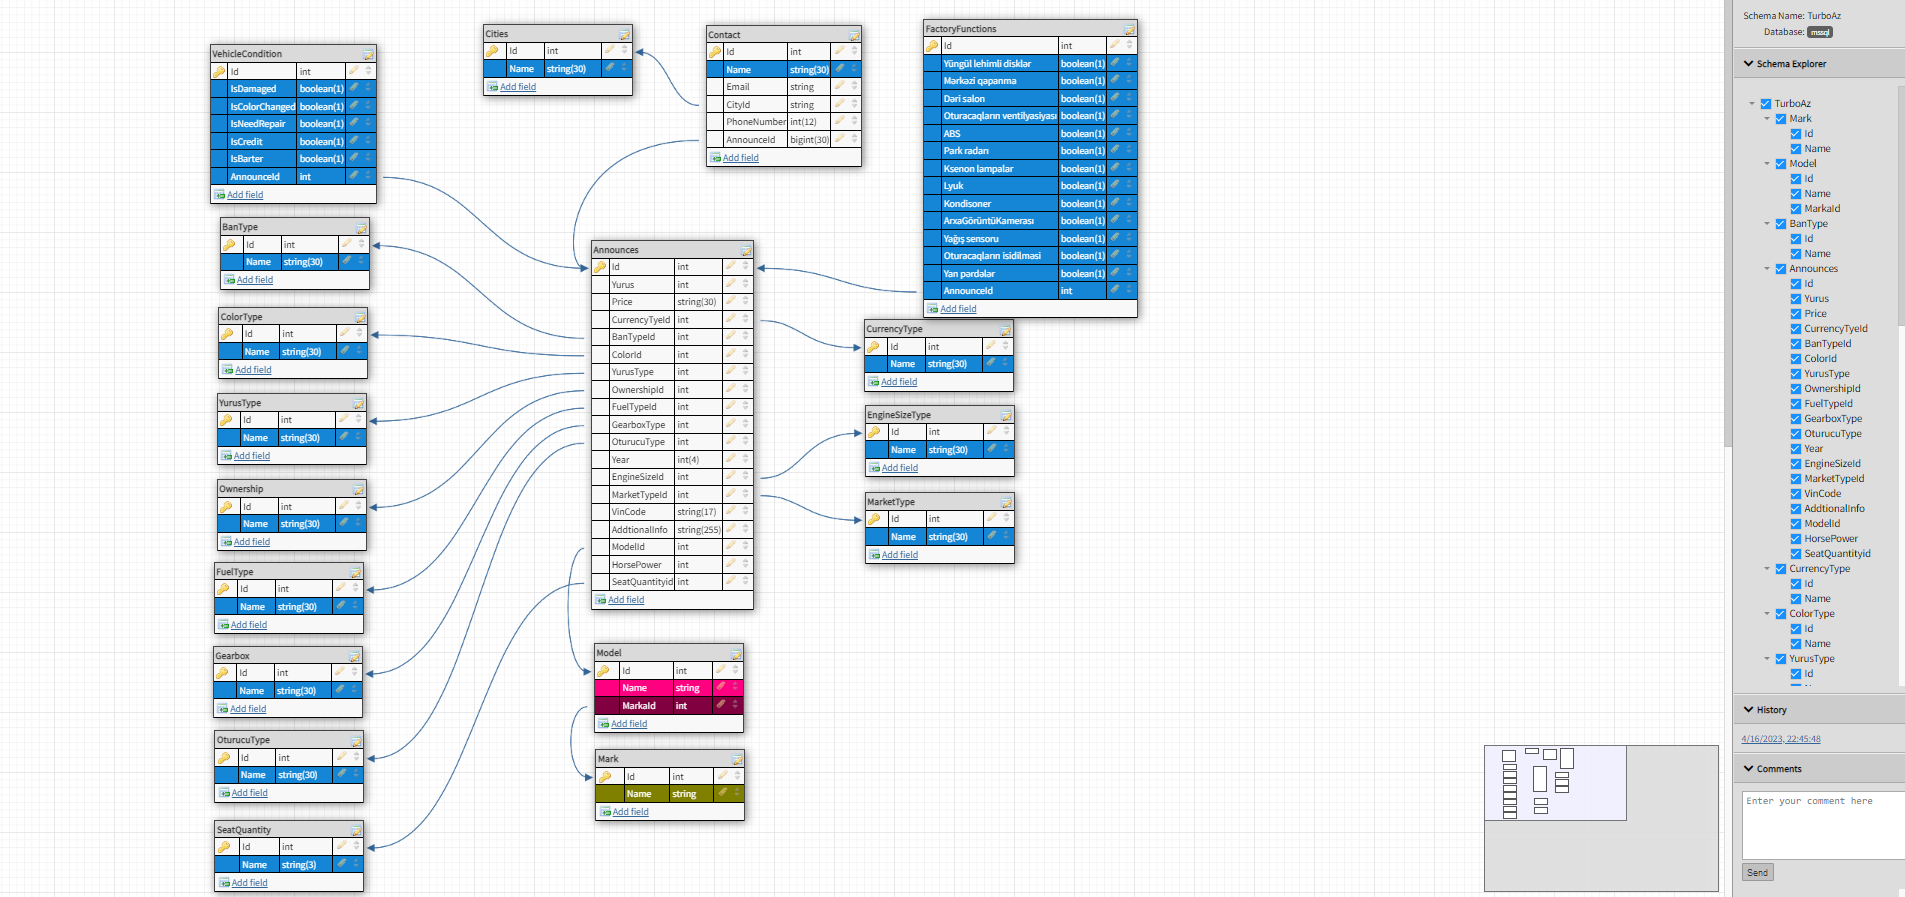 VehicleCondition
Id int
IsDamaged boolean(1)
IsColorChanged boolean(1)
IsNeedRepair boolean(1)
IsCredit boolean(1)
IsBarter boolean(1)
AnnounceId int
Add field
BanType
Id int
Name string(30)
Add field
ColorType
Id int
Name string(30)
Add field
YurusType
Id int
Name string(30)
Add field
Ownership
Id int
Name string(30)
Add field
FuelType
Id int
Name string(30)
Add field
Gearbox
Id int
Name string(30)
Add field
OturucuType
Id int
Name string(30)
Add field
SeatQuantity
Id int
Name string(3)
Add field
Cities
Id int
Name string(30)
Add field
Contact
Id int
Name string(30)
Email string
CityId string
PhoneNumber int(12)
AnnounceId bigint(30)
Add field
Announces
Id int
Yurus int
Price string(30)
CurrencyTyeId int
BanTypeId int
ColorId int
YurusType int
OwnershipId int
FuelTypeId int
GearboxType int
OturucuType int
Year int(4)
EngineSizeId int
MarketTypeId int
VinCode string(17)
AddtionalInfo string(255)
ModelId int
HorsePower int
SeatQuantityid int
Add field
Model
Id int
Name string
MarkaId int
Add field
Mark
Id int
Name string
Add field
FactoryFunctions
Id int
Yüngül lehimli disklər boolean(1)
Mərkəzi qapanma boolean(1)
Dəri salon boolean(1)
Oturacaqların ventilyasiyası boolean(1)
ABS boolean(1)
Park radarı boolean(1)
Ksenon lampalar boolean(1)
Lyuk boolean(1)
Kondisoner boolean(1)
ArxaGörüntüKamerası boolean(1)
Yağış sensoru boolean(1)
Oturacaqların isidilməsi boolean(1)
Yan pərdələr boolean(1)
AnnounceId int
Add field
CurrencyType
Id int
Name string(30)
Add field
EngineSizeType
Id int
Name string(30)
Add field
MarketType
Id int
Name string(30)
Add field
Schema Name: TurboAz
Database: mssql
Schema Explorer
TurboAz
Mark
Id
Name
Model
Id
Name
MarkaId
BanType
Id
Name
Announces
Id
Yurus
Price
CurrencyTyeId
BanTypeId
ColorId
YurusType
OwnershipId
FuelTypeId
GearboxType
OturucuType
Year
EngineSizeId
MarketTypeId
VinCode
AddtionalInfo
ModelId
HorsePower
SeatQuantityid
CurrencyType
Id
Name
ColorType
Id
Name
YurusType
Id
History
4/16/2023, 22:45:48
Comments
Enter your comment here
Send